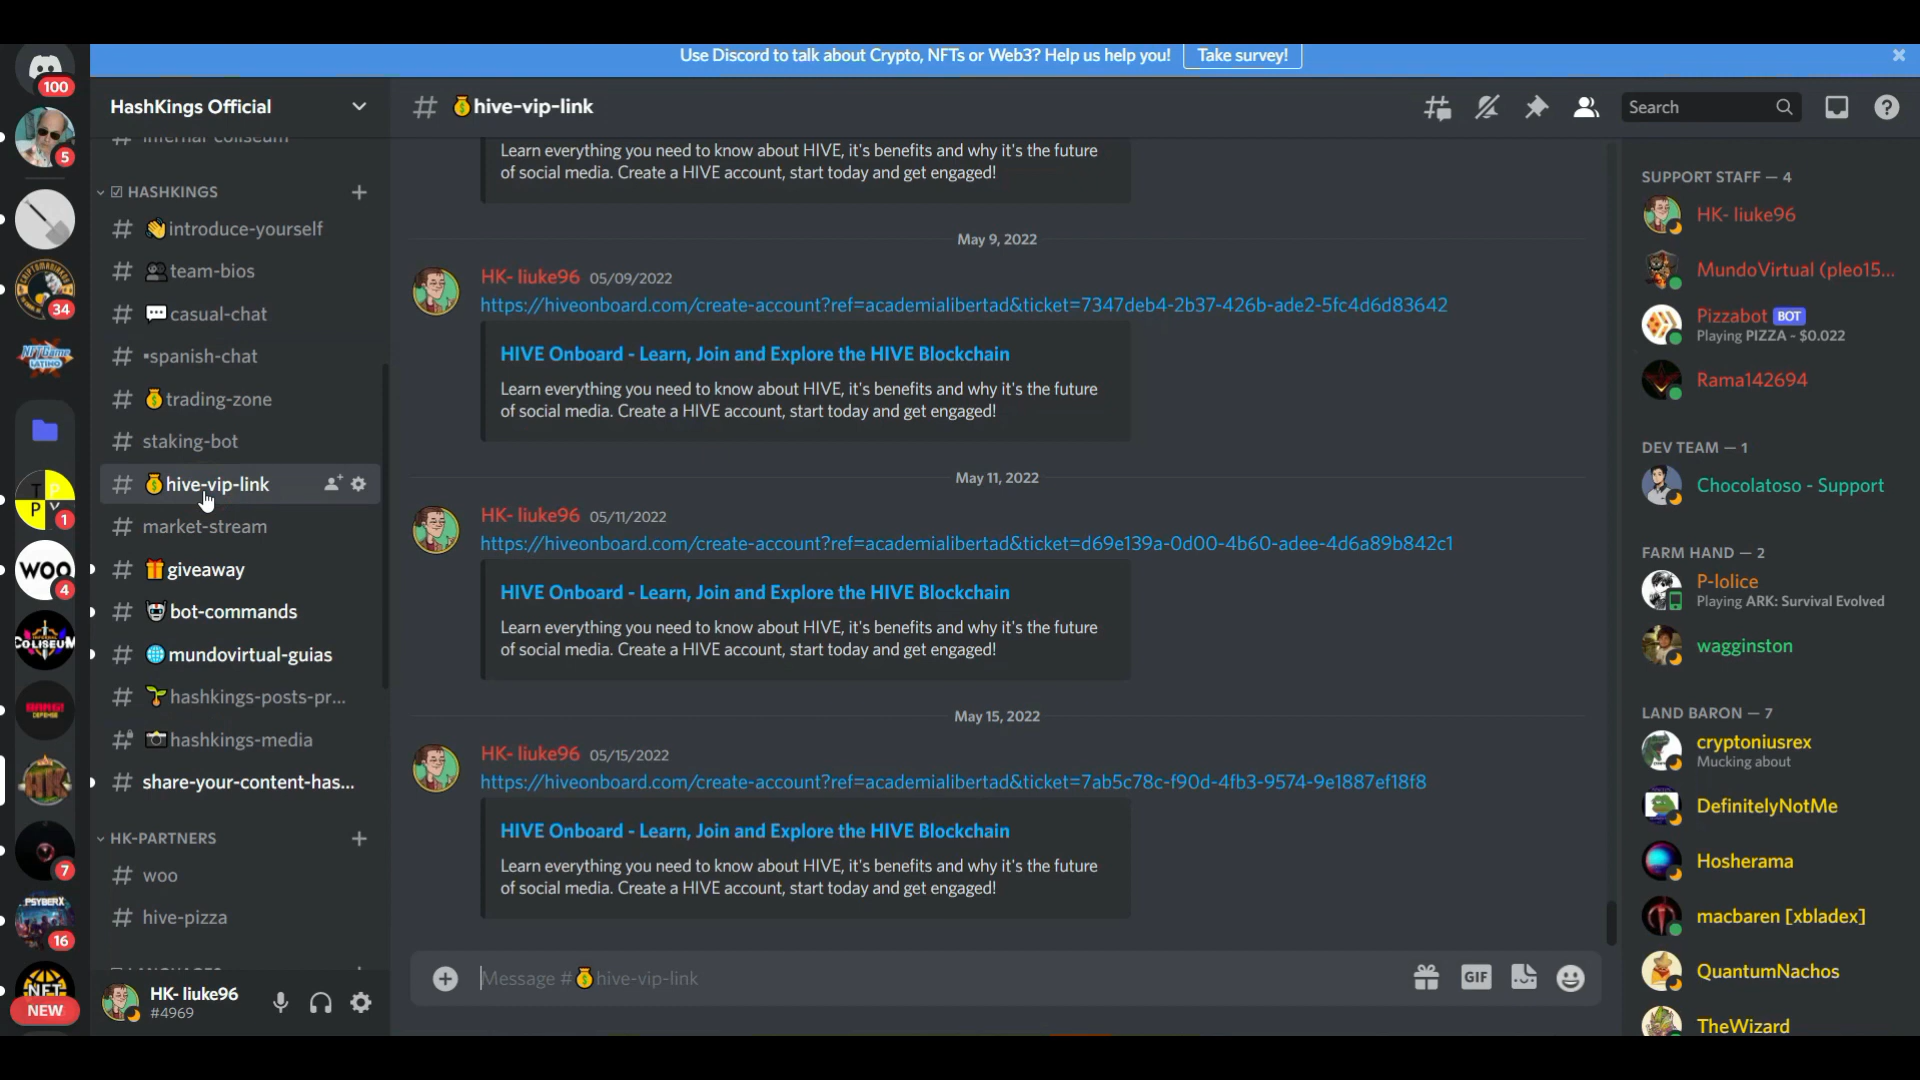 Use Discord to talk about Crypto, NFTs or Web3? Help us help you! Take survey!
100
5
34
NFTGame
LATINO
T P
P V
1
WOO
4
COLISEUM
HK
7
PSYBERX
16
NFT
NEW
HashKings Official
infernal-coliseum
HASHKINGS
introduce-yourself
team-bios
casual-chat
spanish-chat
trading-zone
staking-bot
hive-vip-link
market-stream
giveaway
bot-commands
mundovirtual-guias
hashkings-posts-pr...
hashkings-media
share-your-content-has...
HK-PARTNERS
woo
hive-pizza
HK- liuke96
#4969
# hive-vip-link
Search
Learn everything you need to know about HIVE, it's benefits and why it's the future
of social media. Create a HIVE account, start today and get engaged!
May 9, 2022
HK- liuke96 05/09/2022
https://hiveonboard.com/create-account?ref=academialibertad&ticket=7347deb4-2b37-426b-ade2-5fc4d6d83642
HIVE Onboard - Learn, Join and Explore the HIVE Blockchain
Learn everything you need to know about HIVE, it's benefits and why it's the future
of social media. Create a HIVE account, start today and get engaged!
May 11, 2022
HK- liuke96 05/11/2022
https://hiveonboard.com/create-account?ref=academialibertad&ticket=d69e139a-0d00-4b60-adee-4d6a89b842c1
HIVE Onboard - Learn, Join and Explore the HIVE Blockchain
Learn everything you need to know about HIVE, it's benefits and why it's the future
of social media. Create a HIVE account, start today and get engaged!
May 15, 2022
HK- liuke96 05/15/2022
https://hiveonboard.com/create-account?ref=academialibertad&ticket=7ab5c78c-f90d-4fb3-9574-9e1887ef18f8
HIVE Onboard - Learn, Join and Explore the HIVE Blockchain
Learn everything you need to know about HIVE, it's benefits and why it's the future
of social media. Create a HIVE account, start today and get engaged!
Message # hive-vip-link
GIF
SUPPORT STAFF — 4
HK- liuke96
MundoVirtual (pleo15...
Pizzabot BOT
Playing PIZZA - $0.022
Rama142694
DEV TEAM — 1
Chocolatoso - Support
FARM HAND — 2
P-lolice
Playing ARK: Survival Evolved
wagginston
LAND BARON — 7
cryptoniusrex
Mucking about
DefinitelyNotMe
Hosherama
macbaren [xbladex]
QuantumNachos
TheWizard